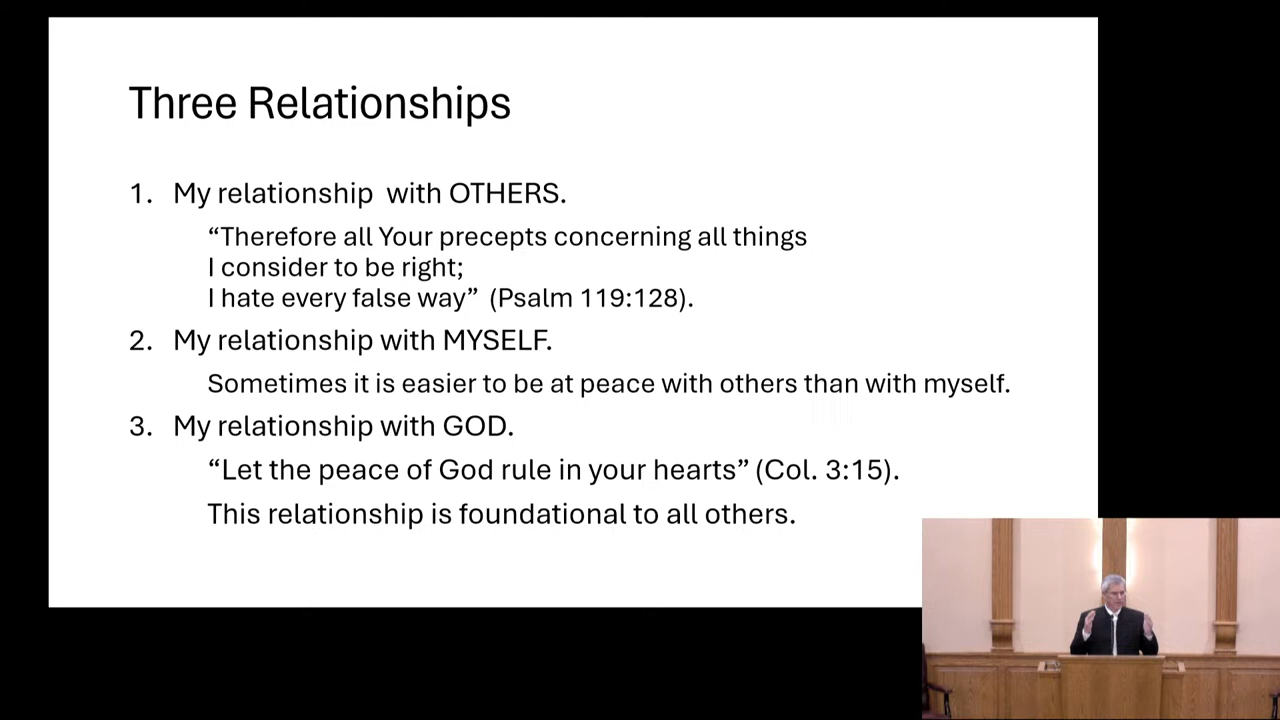 Three Relationships
1. My relationship with OTHERS.
“Therefore all Your precepts concerning all things
I consider to be right;
I hate every false way” (Psalm 119:128).
2. My relationship with MYSELF.
Sometimes it is easier to be at peace with others than with myself.
3. My relationship with GOD.
“Let the peace of God rule in your hearts” (Col. 3:15).
This relationship is foundational to all others.